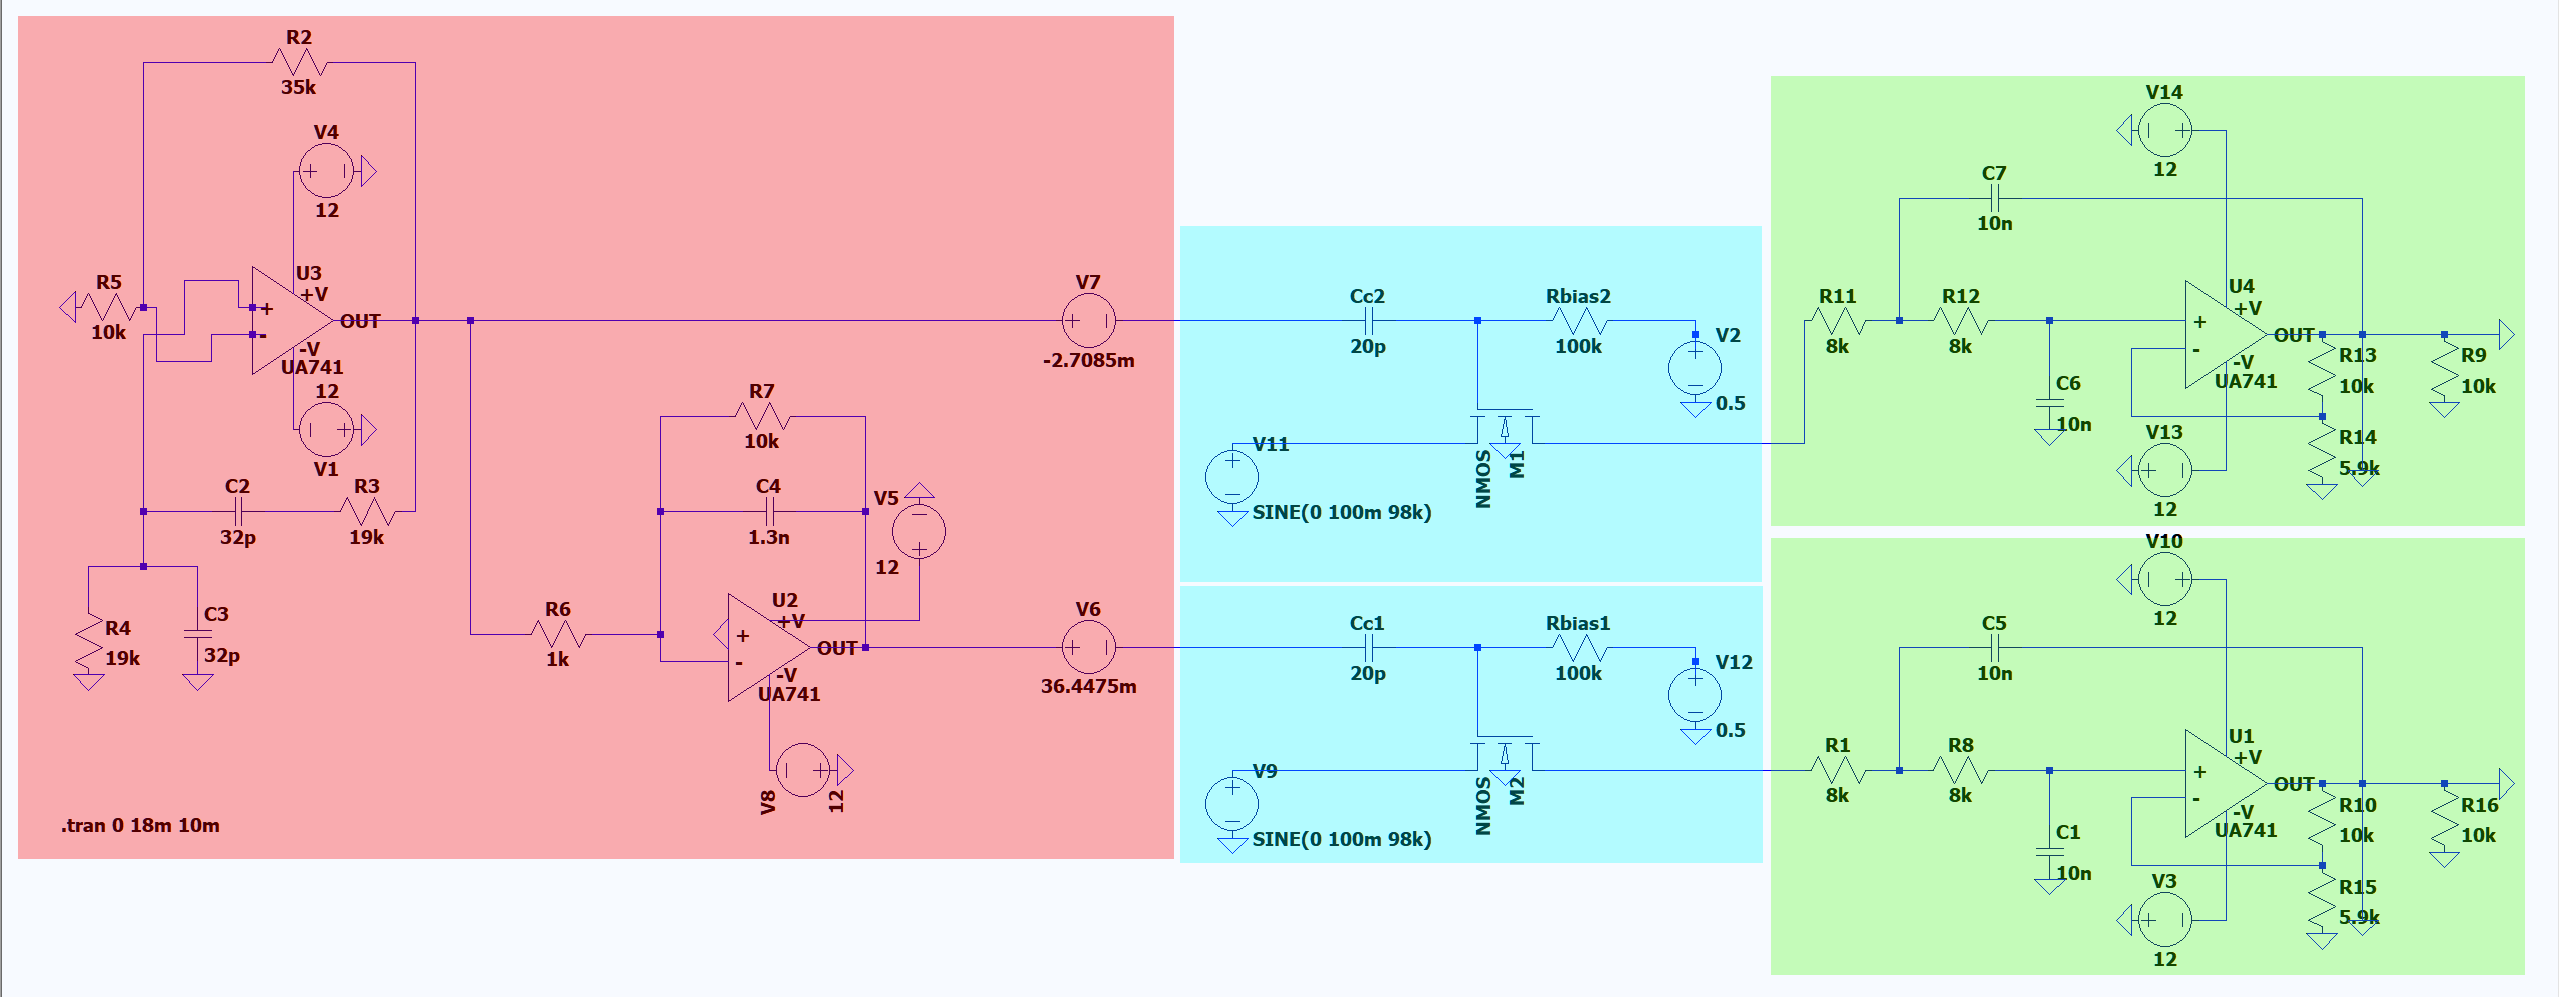 R2
35k
V4
12
R5
10k
U3
+V
+
-
OUT
-V
UA741
12
V1
C2
32p
R3
19k
R4
19k
C3
32p
R7
10k
C4
1.3n
V5
12
R6
1k
U2
+V
+
-
OUT
-V
UA741
V8
12
V7
-2.7085m
V6
36.4475m
.tran 0 18m 10m
Cc2
20p
Rbias2
100k
V2
0.5
V11
SINE(0 100m 98k)
NMOS
M1
Cc1
20p
Rbias1
100k
V12
0.5
V9
SINE(0 100m 98k)
NMOS
M2
V14
12
C7
10n
R11
8k
R12
8k
C6
10n
U4
+V
+
-
OUT
-V
UA741
V13
12
R13
10k
R14
5.9k
R9
10k
V10
12
C5
10n
R1
8k
R8
8k
C1
10n
U1
+V
+
-
OUT
-V
UA741
V3
12
R10
10k
R15
5.9k
R16
10k